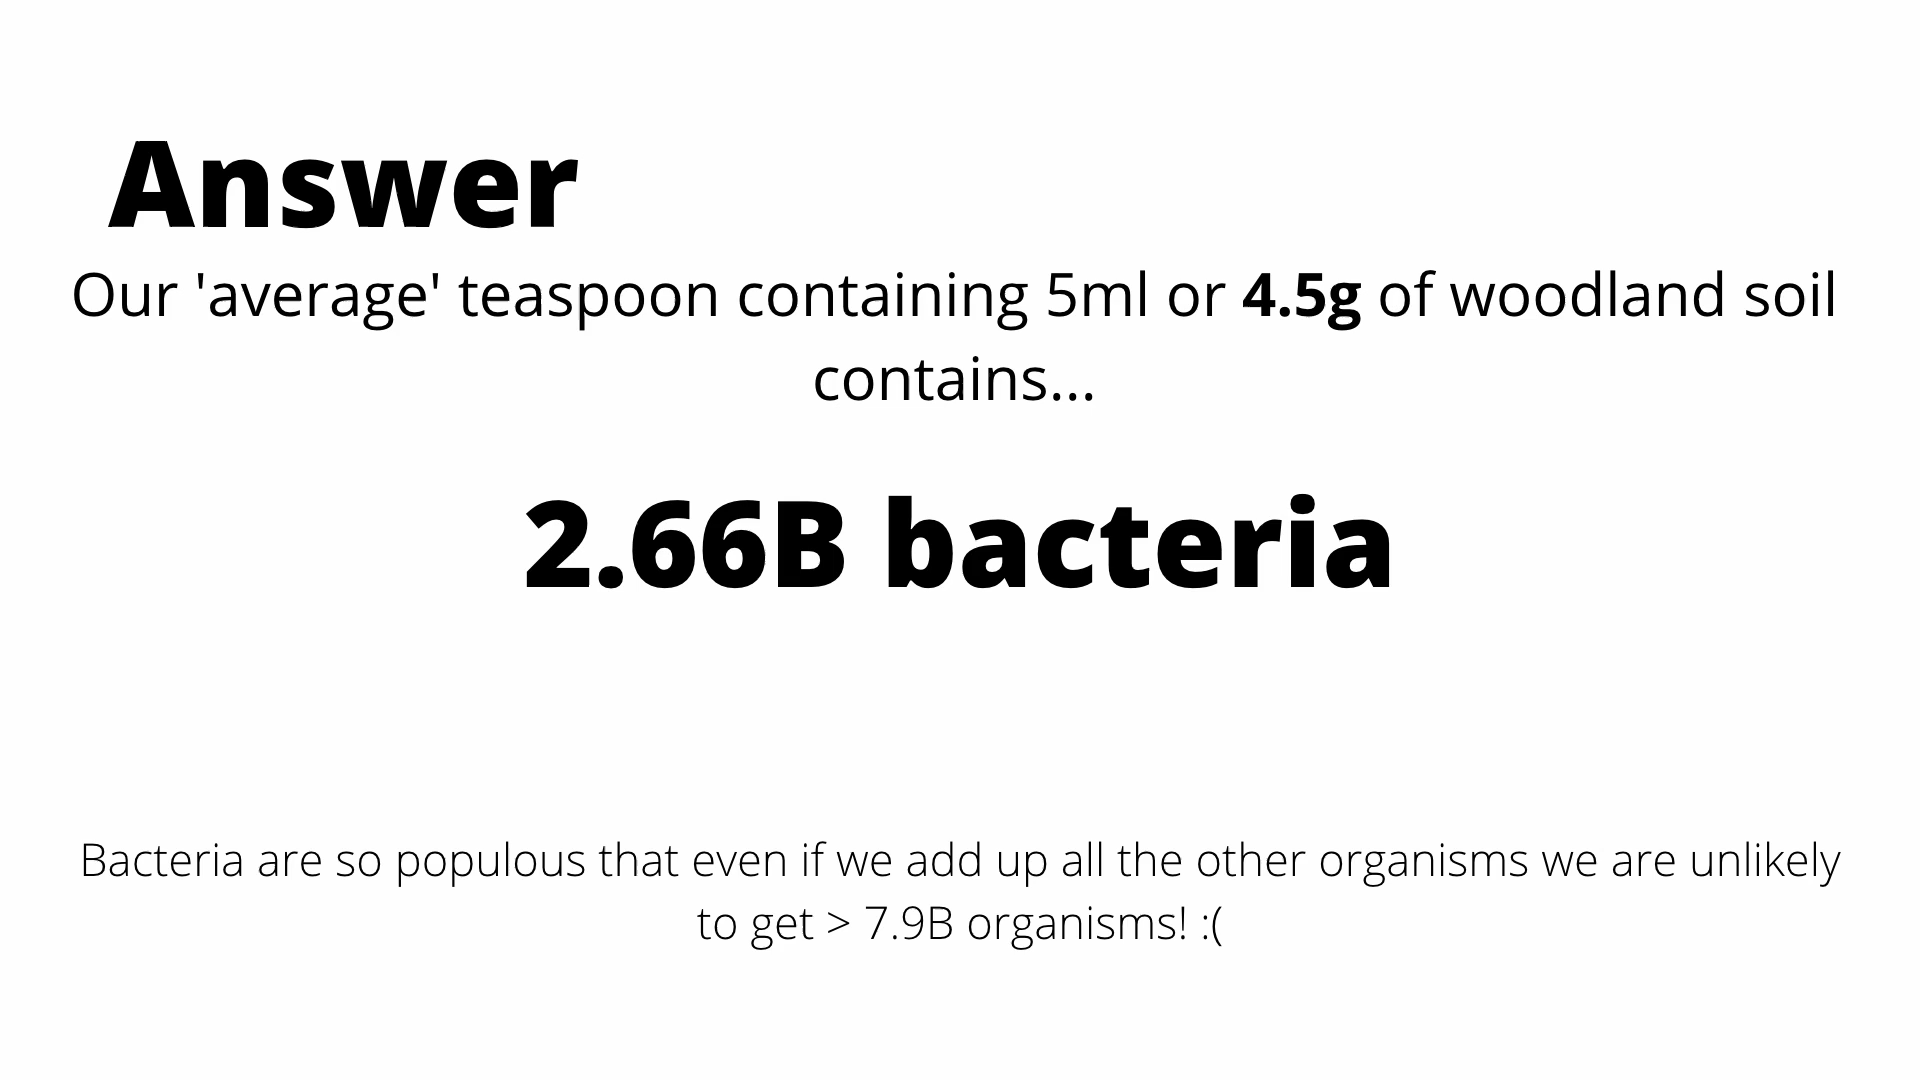 Answer
Our 'average' teaspoon containing 5ml or 4.5g of woodland soil
contains...
2.66B bacteria
Bacteria are so populous that even if we add up all the other organisms we are unlikely
to get > 7.9B organisms! :(